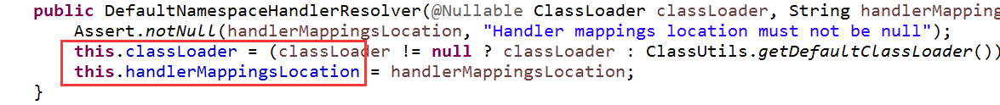 public DefaultNamespaceHandlerResolver(@Nullable ClassLoader classLoader, String handlerMapping
Assert.notNull(handlerMappingsLocation, "Handler mappings location must not be null");
this.classLoader = (classLoader != null ? classLoader : ClassUtils.getDefaultClassLoader())
this.handlerMappingsLocation = handlerMappingsLocation;
}